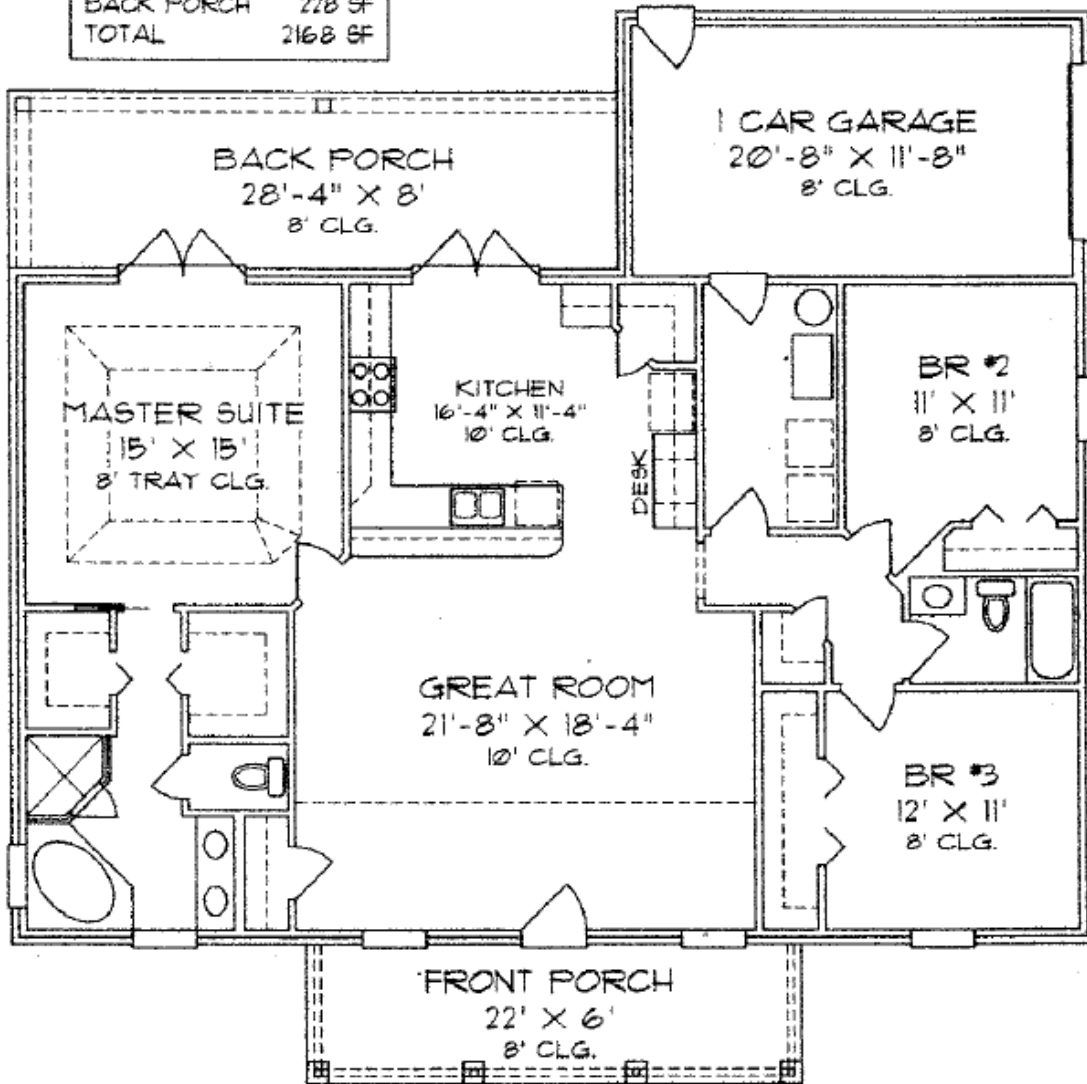 BACK PORCH 228 SF
TOTAL 2168 SF
1 CAR GARAGE
20'-8" X 11'-8"
8' CLG.
BACK PORCH
28'-4" X 8'
8' CLG.
MASTER SUITE
15' X 15'
8' TRAY CLG.
KITCHEN
16'-4" X 11'-4"
10' CLG.
DESK
BR #2
11' X 11'
8' CLG.
GREAT ROOM
21'-8" X 18'-4"
10' CLG.
BR #3
12' X 11'
8' CLG.
FRONT PORCH
22' X 6'
8' CLG.